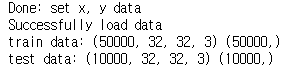 Done: set x, y data
Successfully load data
train data: (50000, 32, 32, 3) (50000,)
test data: (10000, 32, 32, 3) (10000,)